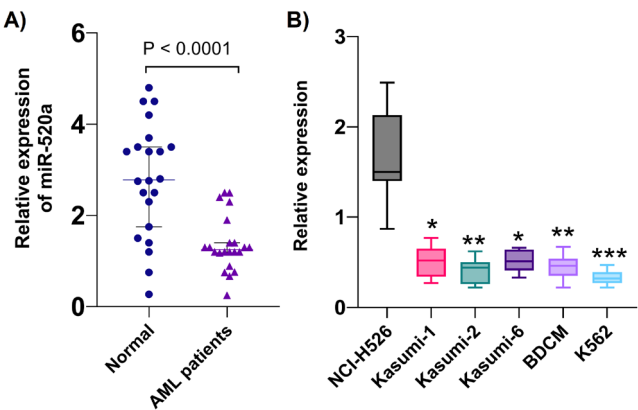 A)
Relative expression
of miR-520a
6
4
2
0
P < 0.0001
Normal
AML patients
B)
Relative expression
3
2
1
0
*
**
*
**
***
NCI-H526
Kasumi-1
Kasumi-2
Kasumi-6
BDCM
K562